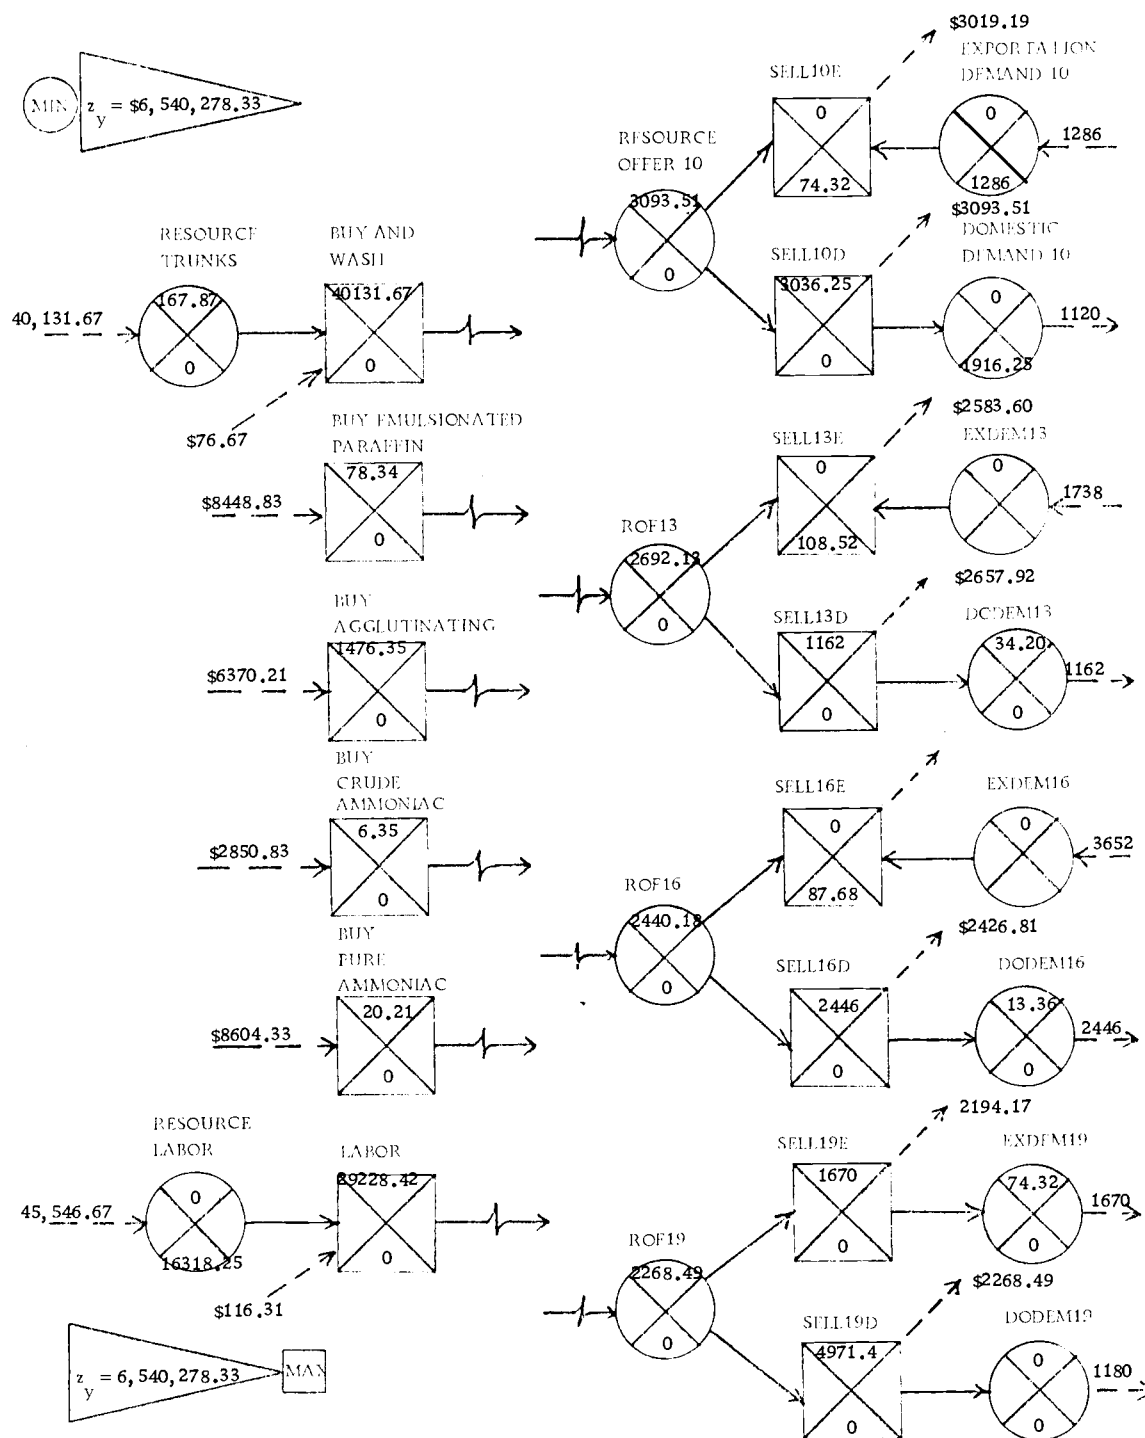 MIN
z y = $6,540,278.33
RESOURCE
TRUNKS
167.87
0
40,131.67
BUY AND
WASH
40131.67
0
$76.67
BUY EMULSIONATED
PARAFFIN
78.34
0
$8448.83
BUY
AGGLUTINATING
1476.35
0
$6370.21
BUY
CRUDE
AMMONIAC
6.35
0
$2850.83
BUY
PURE
AMMONIAC
20.21
0
$8604.33
RESOURCE
LABOR
0
16318.25
45,546.67
LABOR
29228.42
0
$116.31
z y = 6,540,278.33
MAX
RESOURCE
OFFER 10
3093.51
0
SELL10E
0
74.32
$3019.19
EXPORTATION
DEMAND 10
0
1286
1286
SELL10D
3036.25
0
$3093.51
DOMESTIC
DEMAND 10
0
1916.25
1120
ROF13
2692.13
0
SELL13E
0
108.52
$2583.60
EXDEM13
0
1738
SELL13D
1162
0
$2657.92
DODEM13
34.20
0
1162
ROF16
2440.18
0
SELL16E
0
87.68
EXDEM16
0
3652
SELL16D
2446
0
$2426.81
DODEM16
13.36
0
2446
ROF19
2268.49
0
SELL19E
1670
0
2194.17
EXDEM19
74.32
0
1670
SELL19D
4971.4
0
$2268.49
DODEM19
0
0
1180